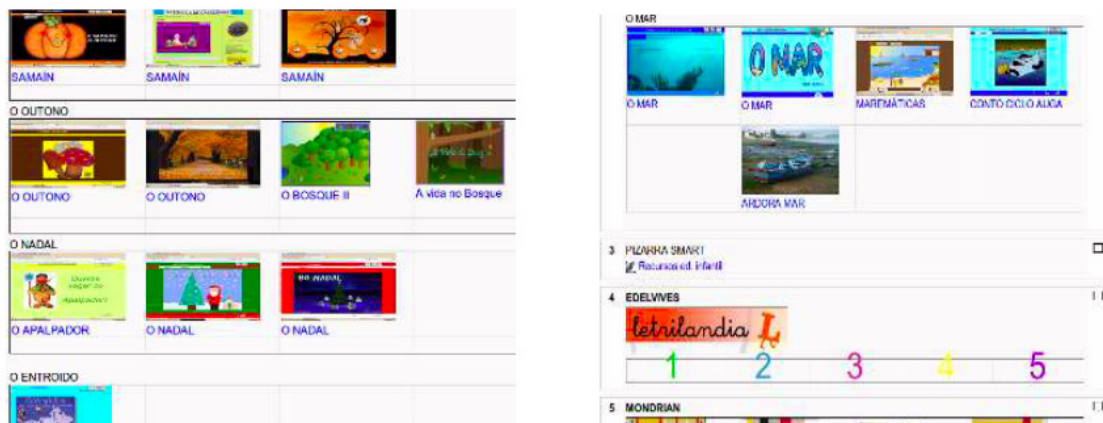 SAMAÍN SAMAÍN SAMAÍN
O OUTONO
O OUTONO O OUTONO O BOSQUE II A vida no Bosque
O NADAL
O APALPADOR O NADAL O NADAL
O ENTROIDO
O MAR
O MAR
O MAR O MAR MAREMÁTICAS CONTO CICLO AUGA
ARDORA MAR
3 PIZARRA SMART
Recursos ed. infantil
4 EDELVIVES
letrilandia L
1 2 3 4 5
5 MONDRIAN